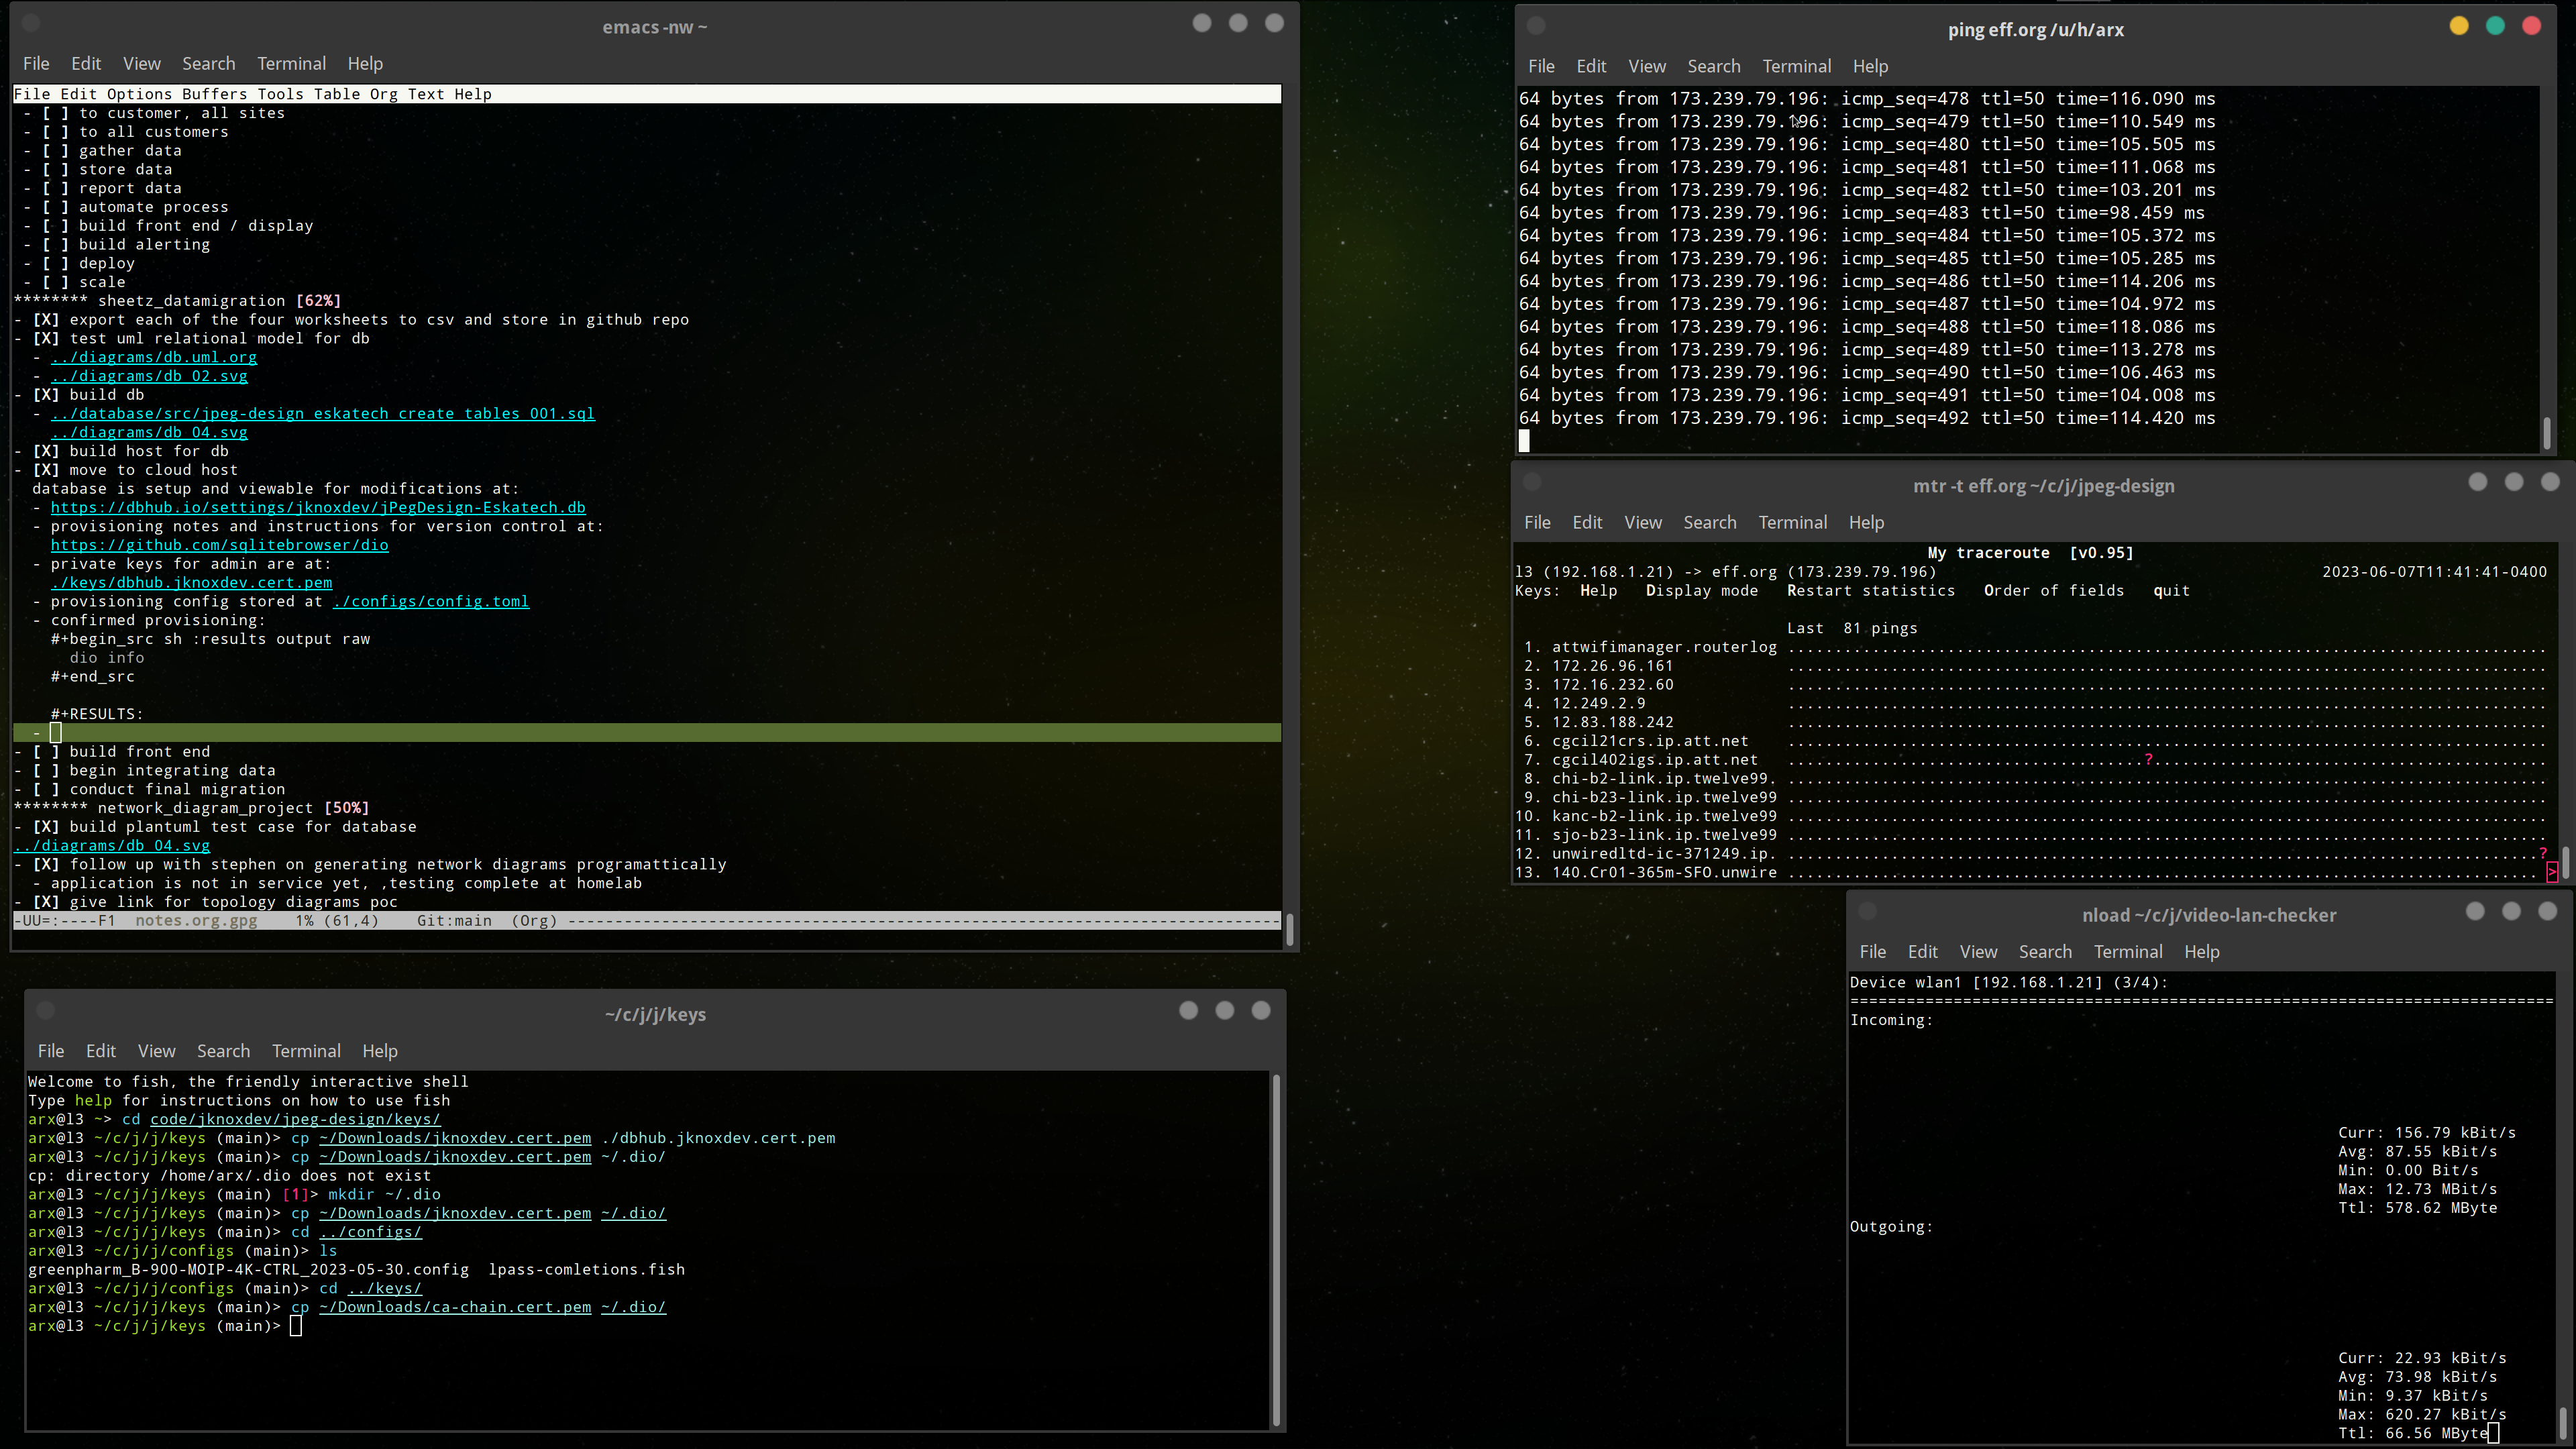 emacs -nw ~
File Edit View Search Terminal Help
File Edit Options Buffers Tools Table Org Text Help
- [ ] to customer, all sites
- [ ] to all customers
- [ ] gather data
- [ ] store data
- [ ] report data
- [ ] automate process
- [ ] build front end / display
- [ ] build alerting
- [ ] deploy
- [ ] scale
******** sheetz_datamigration [62%]
- [X] export each of the four worksheets to csv and store in github repo
- [X] test uml relational model for db
- ../diagrams/db.uml.org
- ../diagrams/db_02.svg
- [X] build db
- ../database/src/jpeg-design_eskatech_create_tables_001.sql
../diagrams/db_04.svg
- [X] build host for db
- [X] move to cloud host
database is setup and viewable for modifications at:
- https://dbhub.io/settings/jknoxdev/jPegDesign-Eskatech.db
- provisioning notes and instructions for version control at:
https://github.com/sqlitebrowser/dio
- private keys for admin are at:
./keys/dbhub.jknoxdev.cert.pem
- provisioning config stored at ./configs/config.toml
- confirmed provisioning:
#+begin_src sh :results output raw
dio info
#+end_src
#+RESULTS:
-
- [ ] build front end
- [ ] begin integrating data
- [ ] conduct final migration
******** network_diagram_project [50%]
- [X] build plantuml test case for database
../diagrams/db_04.svg
- [X] follow up with stephen on generating network diagrams programattically
- application is not in service yet, ,testing complete at homelab
- [X] give link for topology diagrams poc
-UU=:----F1 notes.org.gpg 1% (61,4) Git:main (Org) ----------------------------------------------------------------------------
~/c/j/j/keys
File Edit View Search Terminal Help
Welcome to fish, the friendly interactive shell
Type help for instructions on how to use fish
arx@l3 ~> cd code/jknoxdev/jpeg-design/keys/
arx@l3 ~/c/j/j/keys (main)> cp ~/Downloads/jknoxdev.cert.pem ./dbhub.jknoxdev.cert.pem
arx@l3 ~/c/j/j/keys (main)> cp ~/Downloads/jknoxdev.cert.pem ~/.dio/
cp: directory /home/arx/.dio does not exist
arx@l3 ~/c/j/j/keys (main) [1]> mkdir ~/.dio
arx@l3 ~/c/j/j/keys (main)> cp ~/Downloads/jknoxdev.cert.pem ~/.dio/
arx@l3 ~/c/j/j/keys (main)> cd ../configs/
arx@l3 ~/c/j/j/configs (main)> ls
greenpharm_B-900-MOIP-4K-CTRL_2023-05-30.config lpass-comletions.fish
arx@l3 ~/c/j/j/configs (main)> cd ../keys/
arx@l3 ~/c/j/j/keys (main)> cp ~/Downloads/ca-chain.cert.pem ~/.dio/
arx@l3 ~/c/j/j/keys (main)>
ping eff.org /u/h/arx
File Edit View Search Terminal Help
64 bytes from 173.239.79.196: icmp_seq=478 ttl=50 time=116.090 ms
64 bytes from 173.239.79.196: icmp_seq=479 ttl=50 time=110.549 ms
64 bytes from 173.239.79.196: icmp_seq=480 ttl=50 time=105.505 ms
64 bytes from 173.239.79.196: icmp_seq=481 ttl=50 time=111.068 ms
64 bytes from 173.239.79.196: icmp_seq=482 ttl=50 time=103.201 ms
64 bytes from 173.239.79.196: icmp_seq=483 ttl=50 time=98.459 ms
64 bytes from 173.239.79.196: icmp_seq=484 ttl=50 time=105.372 ms
64 bytes from 173.239.79.196: icmp_seq=485 ttl=50 time=105.285 ms
64 bytes from 173.239.79.196: icmp_seq=486 ttl=50 time=114.206 ms
64 bytes from 173.239.79.196: icmp_seq=487 ttl=50 time=104.972 ms
64 bytes from 173.239.79.196: icmp_seq=488 ttl=50 time=118.086 ms
64 bytes from 173.239.79.196: icmp_seq=489 ttl=50 time=113.278 ms
64 bytes from 173.239.79.196: icmp_seq=490 ttl=50 time=106.463 ms
64 bytes from 173.239.79.196: icmp_seq=491 ttl=50 time=104.008 ms
64 bytes from 173.239.79.196: icmp_seq=492 ttl=50 time=114.420 ms
mtr -t eff.org ~/c/j/jpeg-design
File Edit View Search Terminal Help
My traceroute [v0.95]
l3 (192.168.1.21) -> eff.org (173.239.79.196) 2023-06-07T11:41:41-0400
Keys: Help Display mode Restart statistics Order of fields quit
Last 81 pings
1. attwifimanager.routerlog .................................................................................
2. 172.26.96.161 .................................................................................
3. 172.16.232.60 .................................................................................
4. 12.249.2.9 .................................................................................
5. 12.83.188.242 .................................................................................
6. cgcil21crs.ip.att.net .................................................................................
7. cgcil402igs.ip.att.net ......................................?..........................................
8. chi-b2-link.ip.twelve99. .................................................................................
9. chi-b23-link.ip.twelve99 .................................................................................
10. kanc-b2-link.ip.twelve99 .................................................................................
11. sjo-b23-link.ip.twelve99 .................................................................................
12. unwiredltd-ic-371249.ip. ................................................................................?
13. 140.Cr01-365m-SFO.unwire ................................................................................ >
nload ~/c/j/video-lan-checker
File Edit View Search Terminal Help
Device wlan1 [192.168.1.21] (3/4):
===========================================================================
Incoming:
Curr: 156.79 kBit/s
Avg: 87.55 kBit/s
Min: 0.00 Bit/s
Max: 12.73 MBit/s
Ttl: 578.62 MByte
Outgoing:
Curr: 22.93 kBit/s
Avg: 73.98 kBit/s
Min: 9.37 kBit/s
Max: 620.27 kBit/s
Ttl: 66.56 MByte